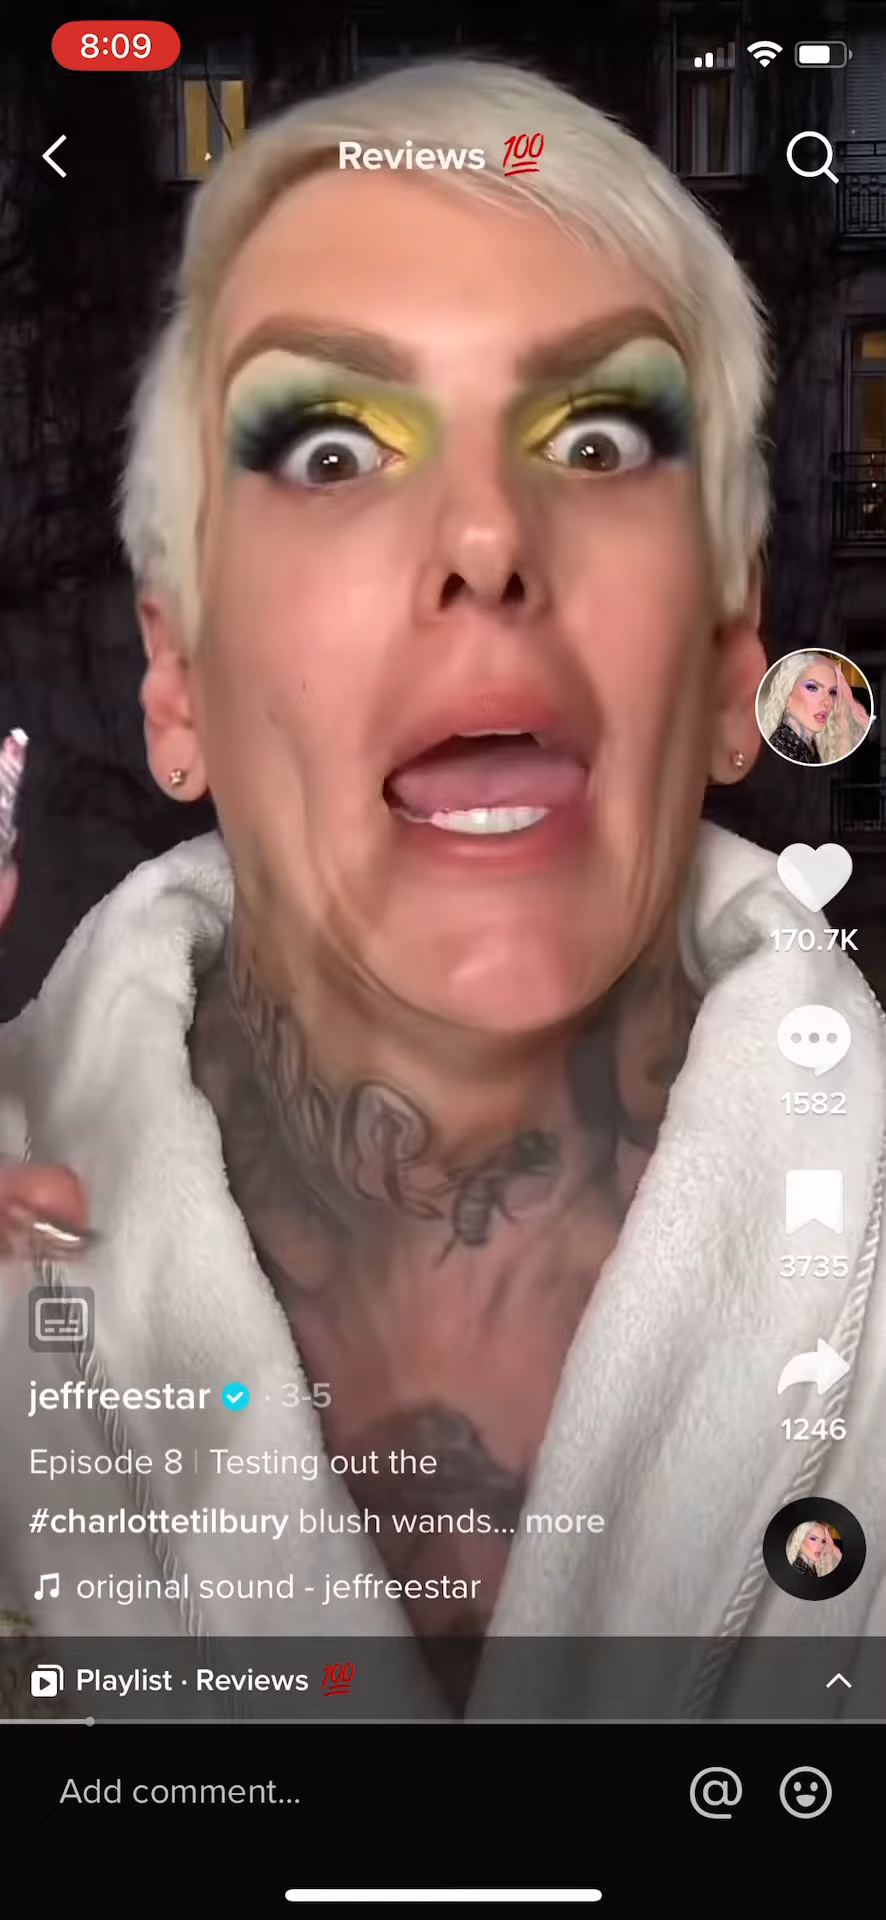 8:09
Reviews 💯
170.7K
1582
3735
1246
jeffreestar · 3-5
Episode 8 | Testing out the
#charlottetilbury blush wands... more
original sound - jeffreestar
Playlist · Reviews 💯
Add comment...